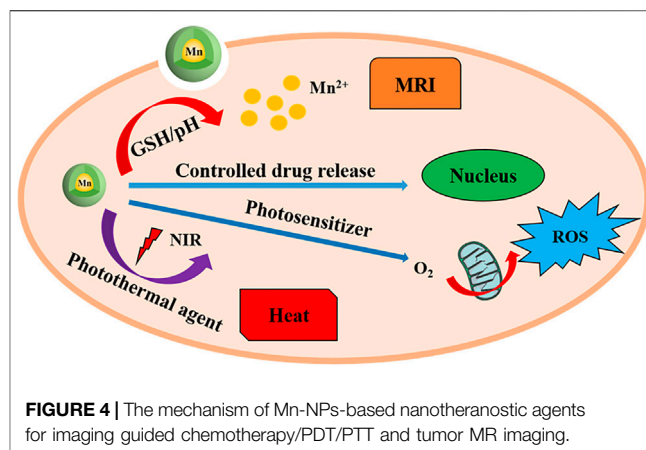 Mn
Mn²⁺
MRI
GSH/pH
Controlled drug release
Nucleus
Mn
Photosensitizer
NIR
O₂
ROS
Photothermal agent
Heat
FIGURE 4 | The mechanism of Mn-NPs-based nanotheranostic agents
for imaging guided chemotherapy/PDT/PTT and tumor MR imaging.